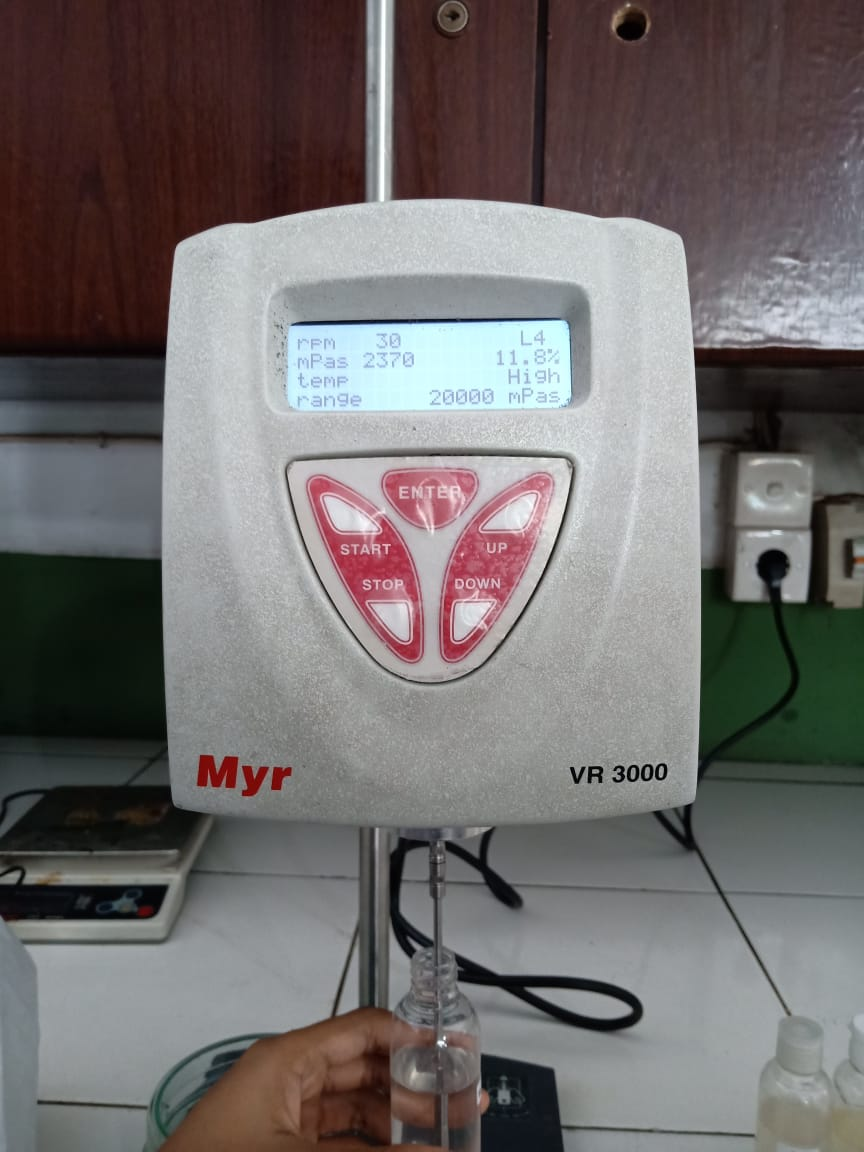 rpm 30 L4
mPas 2370 11.8%
temp High
range 20000 mPas
ENTER
START UP
STOP DOWN
Myr VR 3000